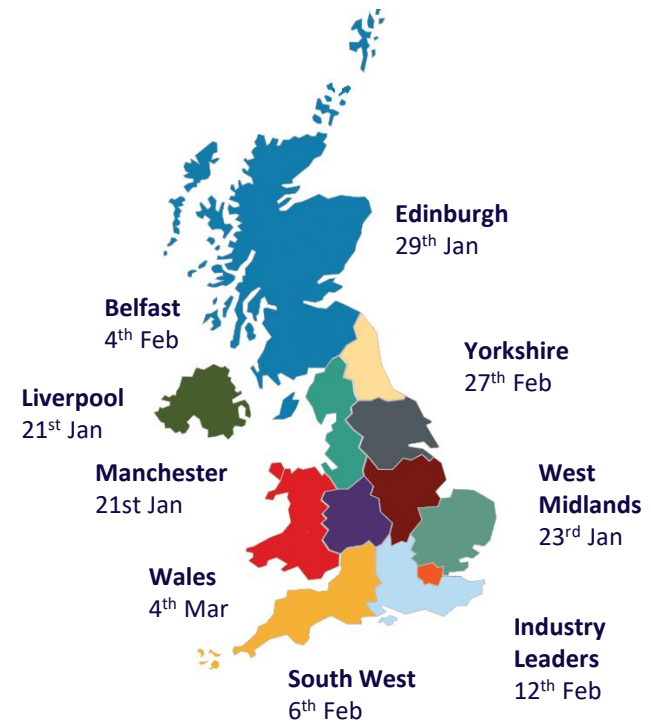 Edinburgh
29th Jan
Belfast
4th Feb
Yorkshire
27th Feb
Liverpool
21st Jan
Manchester
21st Jan
West
Midlands
23rd Jan
Wales
4th Mar
Industry
Leaders
12th Feb
South West
6th Feb